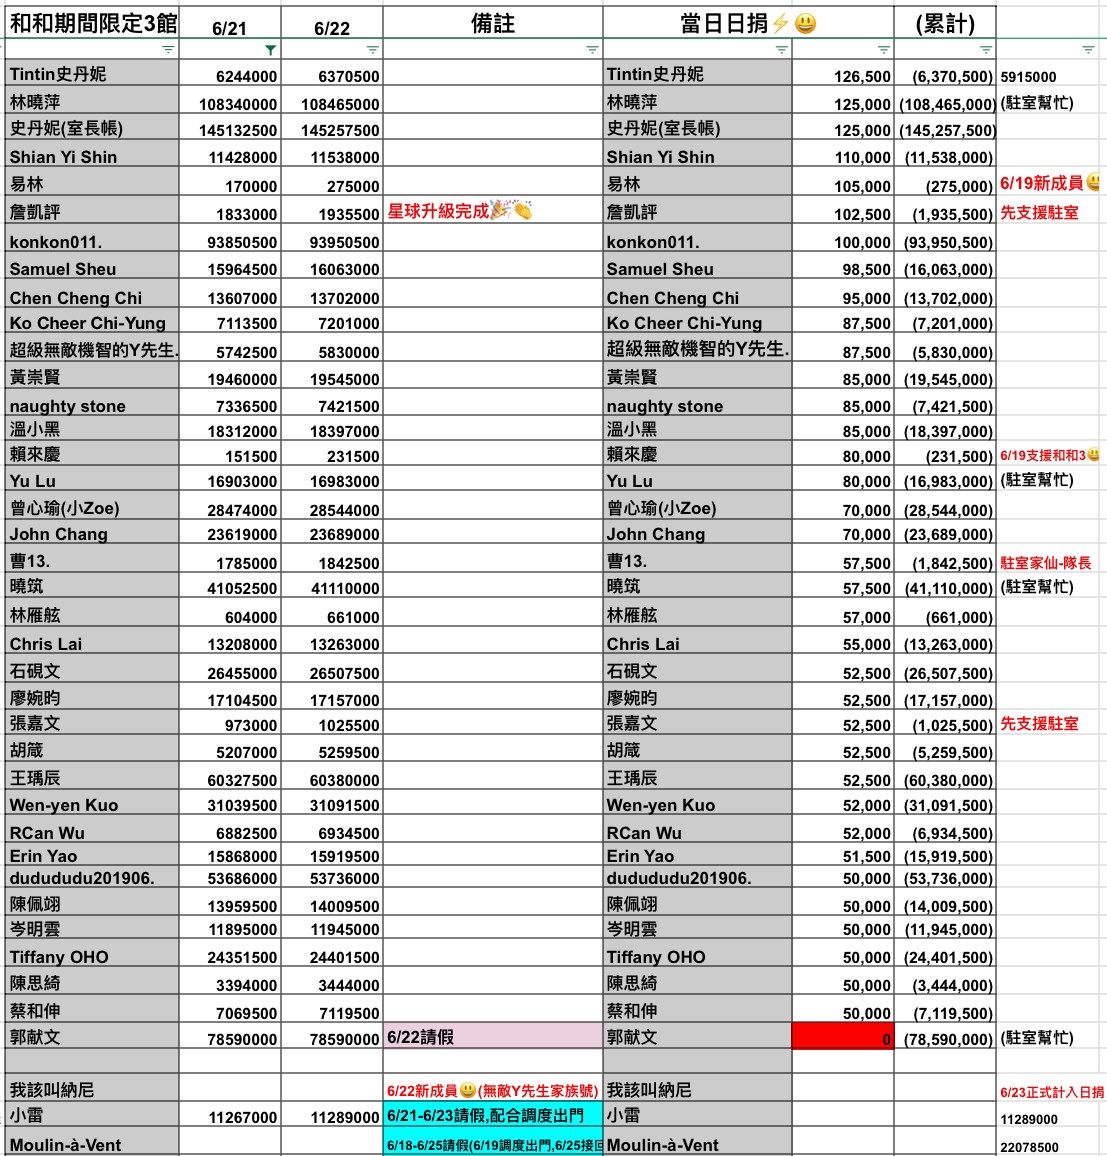 和和期間限定3館 6/21 6/22 備註 當日日捐⚡😃 (累計)
Tintin史丹妮 6244000 6370500 Tintin史丹妮 126,500 (6,370,500) 5915000
林曉萍 108340000 108465000 林曉萍 125,000 (108,465,000) (駐室幫忙)
史丹妮(室長帳) 145132500 145257500 史丹妮(室長帳) 125,000 (145,257,500)
Shian Yi Shin 11428000 11538000 Shian Yi Shin 110,000 (11,538,000)
易林 170000 275000 易林 105,000 (275,000) 6/19新成員😃
詹凱評 1833000 1935500 星球升級完成🎉👏 詹凱評 102,500 (1,935,500) 先支援駐室
konkon011. 93850500 93950500 konkon011. 100,000 (93,950,500)
Samuel Sheu 15964500 16063000 Samuel Sheu 98,500 (16,063,000)
Chen Cheng Chi 13607000 13702000 Chen Cheng Chi 95,000 (13,702,000)
Ko Cheer Chi-Yung 7113500 7201000 Ko Cheer Chi-Yung 87,500 (7,201,000)
超級無敵機智的Y先生. 5742500 5830000 超級無敵機智的Y先生. 87,500 (5,830,000)
黃崇賢 19460000 19545000 黃崇賢 85,000 (19,545,000)
naughty stone 7336500 7421500 naughty stone 85,000 (7,421,500)
溫小黑 18312000 18397000 溫小黑 85,000 (18,397,000)
賴來慶 151500 231500 賴來慶 80,000 (231,500) 6/19支援和和3😃
Yu Lu 16903000 16983000 Yu Lu 80,000 (16,983,000) (駐室幫忙)
曾心瑜(小Zoe) 28474000 28544000 曾心瑜(小Zoe) 70,000 (28,544,000)
John Chang 23619000 23689000 John Chang 70,000 (23,689,000)
曹13. 1785000 1842500 曹13. 57,500 (1,842,500) 駐室家仙-隊長
曉筑 41052500 41110000 曉筑 57,500 (41,110,000) (駐室幫忙)
林雁舷 604000 661000 林雁舷 57,000 (661,000)
Chris Lai 13208000 13263000 Chris Lai 55,000 (13,263,000)
石硯文 26455000 26507500 石硯文 52,500 (26,507,500)
廖婉昀 17104500 17157000 廖婉昀 52,500 (17,157,000)
張嘉文 973000 1025500 張嘉文 52,500 (1,025,500) 先支援駐室
胡箴 5207000 5259500 胡箴 52,500 (5,259,500)
王瑀辰 60327500 60380000 王瑀辰 52,500 (60,380,000)
Wen-yen Kuo 31039500 31091500 Wen-yen Kuo 52,000 (31,091,500)
RCan Wu 6882500 6934500 RCan Wu 52,000 (6,934,500)
Erin Yao 15868000 15919500 Erin Yao 51,500 (15,919,500)
dudududu201906. 53686000 53736000 dudududu201906. 50,000 (53,736,000)
陳佩翊 13959500 14009500 陳佩翊 50,000 (14,009,500)
岑明雲 11895000 11945000 岑明雲 50,000 (11,945,000)
Tiffany OHO 24351500 24401500 Tiffany OHO 50,000 (24,401,500)
陳思綺 3394000 3444000 陳思綺 50,000 (3,444,000)
蔡和伸 7069500 7119500 蔡和伸 50,000 (7,119,500)
郭献文 78590000 78590000 6/22請假 郭献文 0 (78,590,000) (駐室幫忙)
我該叫納尼 6/22新成員😃(無敵Y先生家族號) 我該叫納尼 6/23正式計入日捐
小雷 11267000 11289000 6/21-6/23請假,配合調度出門 小雷 11289000
Moulin-à-Vent 6/18-6/25請假(6/19調度出門,6/25接回 Moulin-à-Vent 22078500